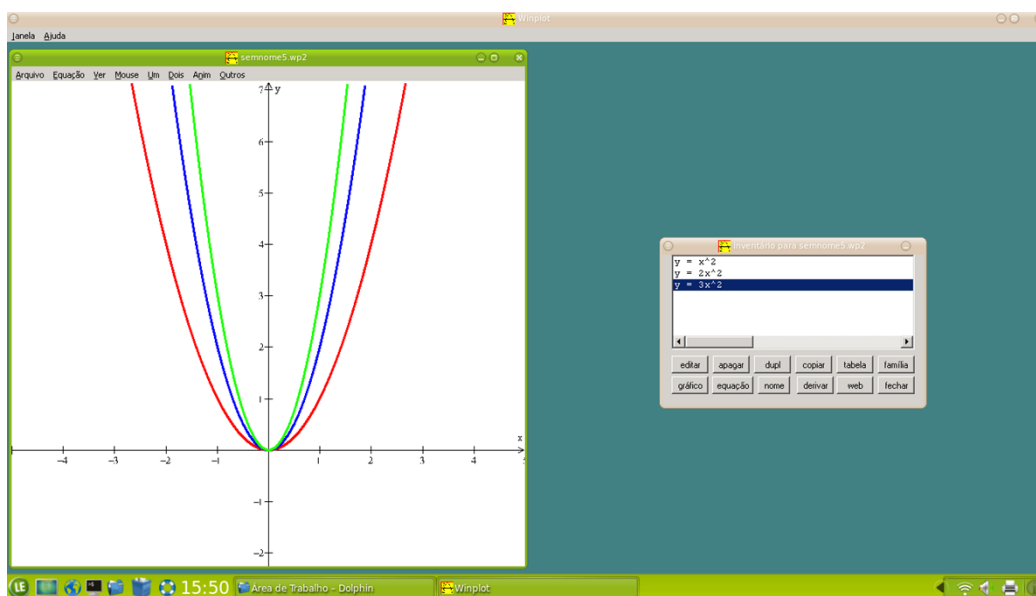 Winplot
Janela Ajuda
semnome5.wp2
Arquivo Equação Ver Mouse Um Dois Anim Outros
y
7
6
5
4
3
2
1
x
-4 -3 -2 -1 1 2 3 4
-1
-2
Inventário para semnome5.wp2
y = x^2
y = 2x^2
y = 3x^2
editar apagar dupl copiar tabela família
gráfico equação nome derivar web fechar
LE 15:50 Área de Trabalho - Dolphin Winplot